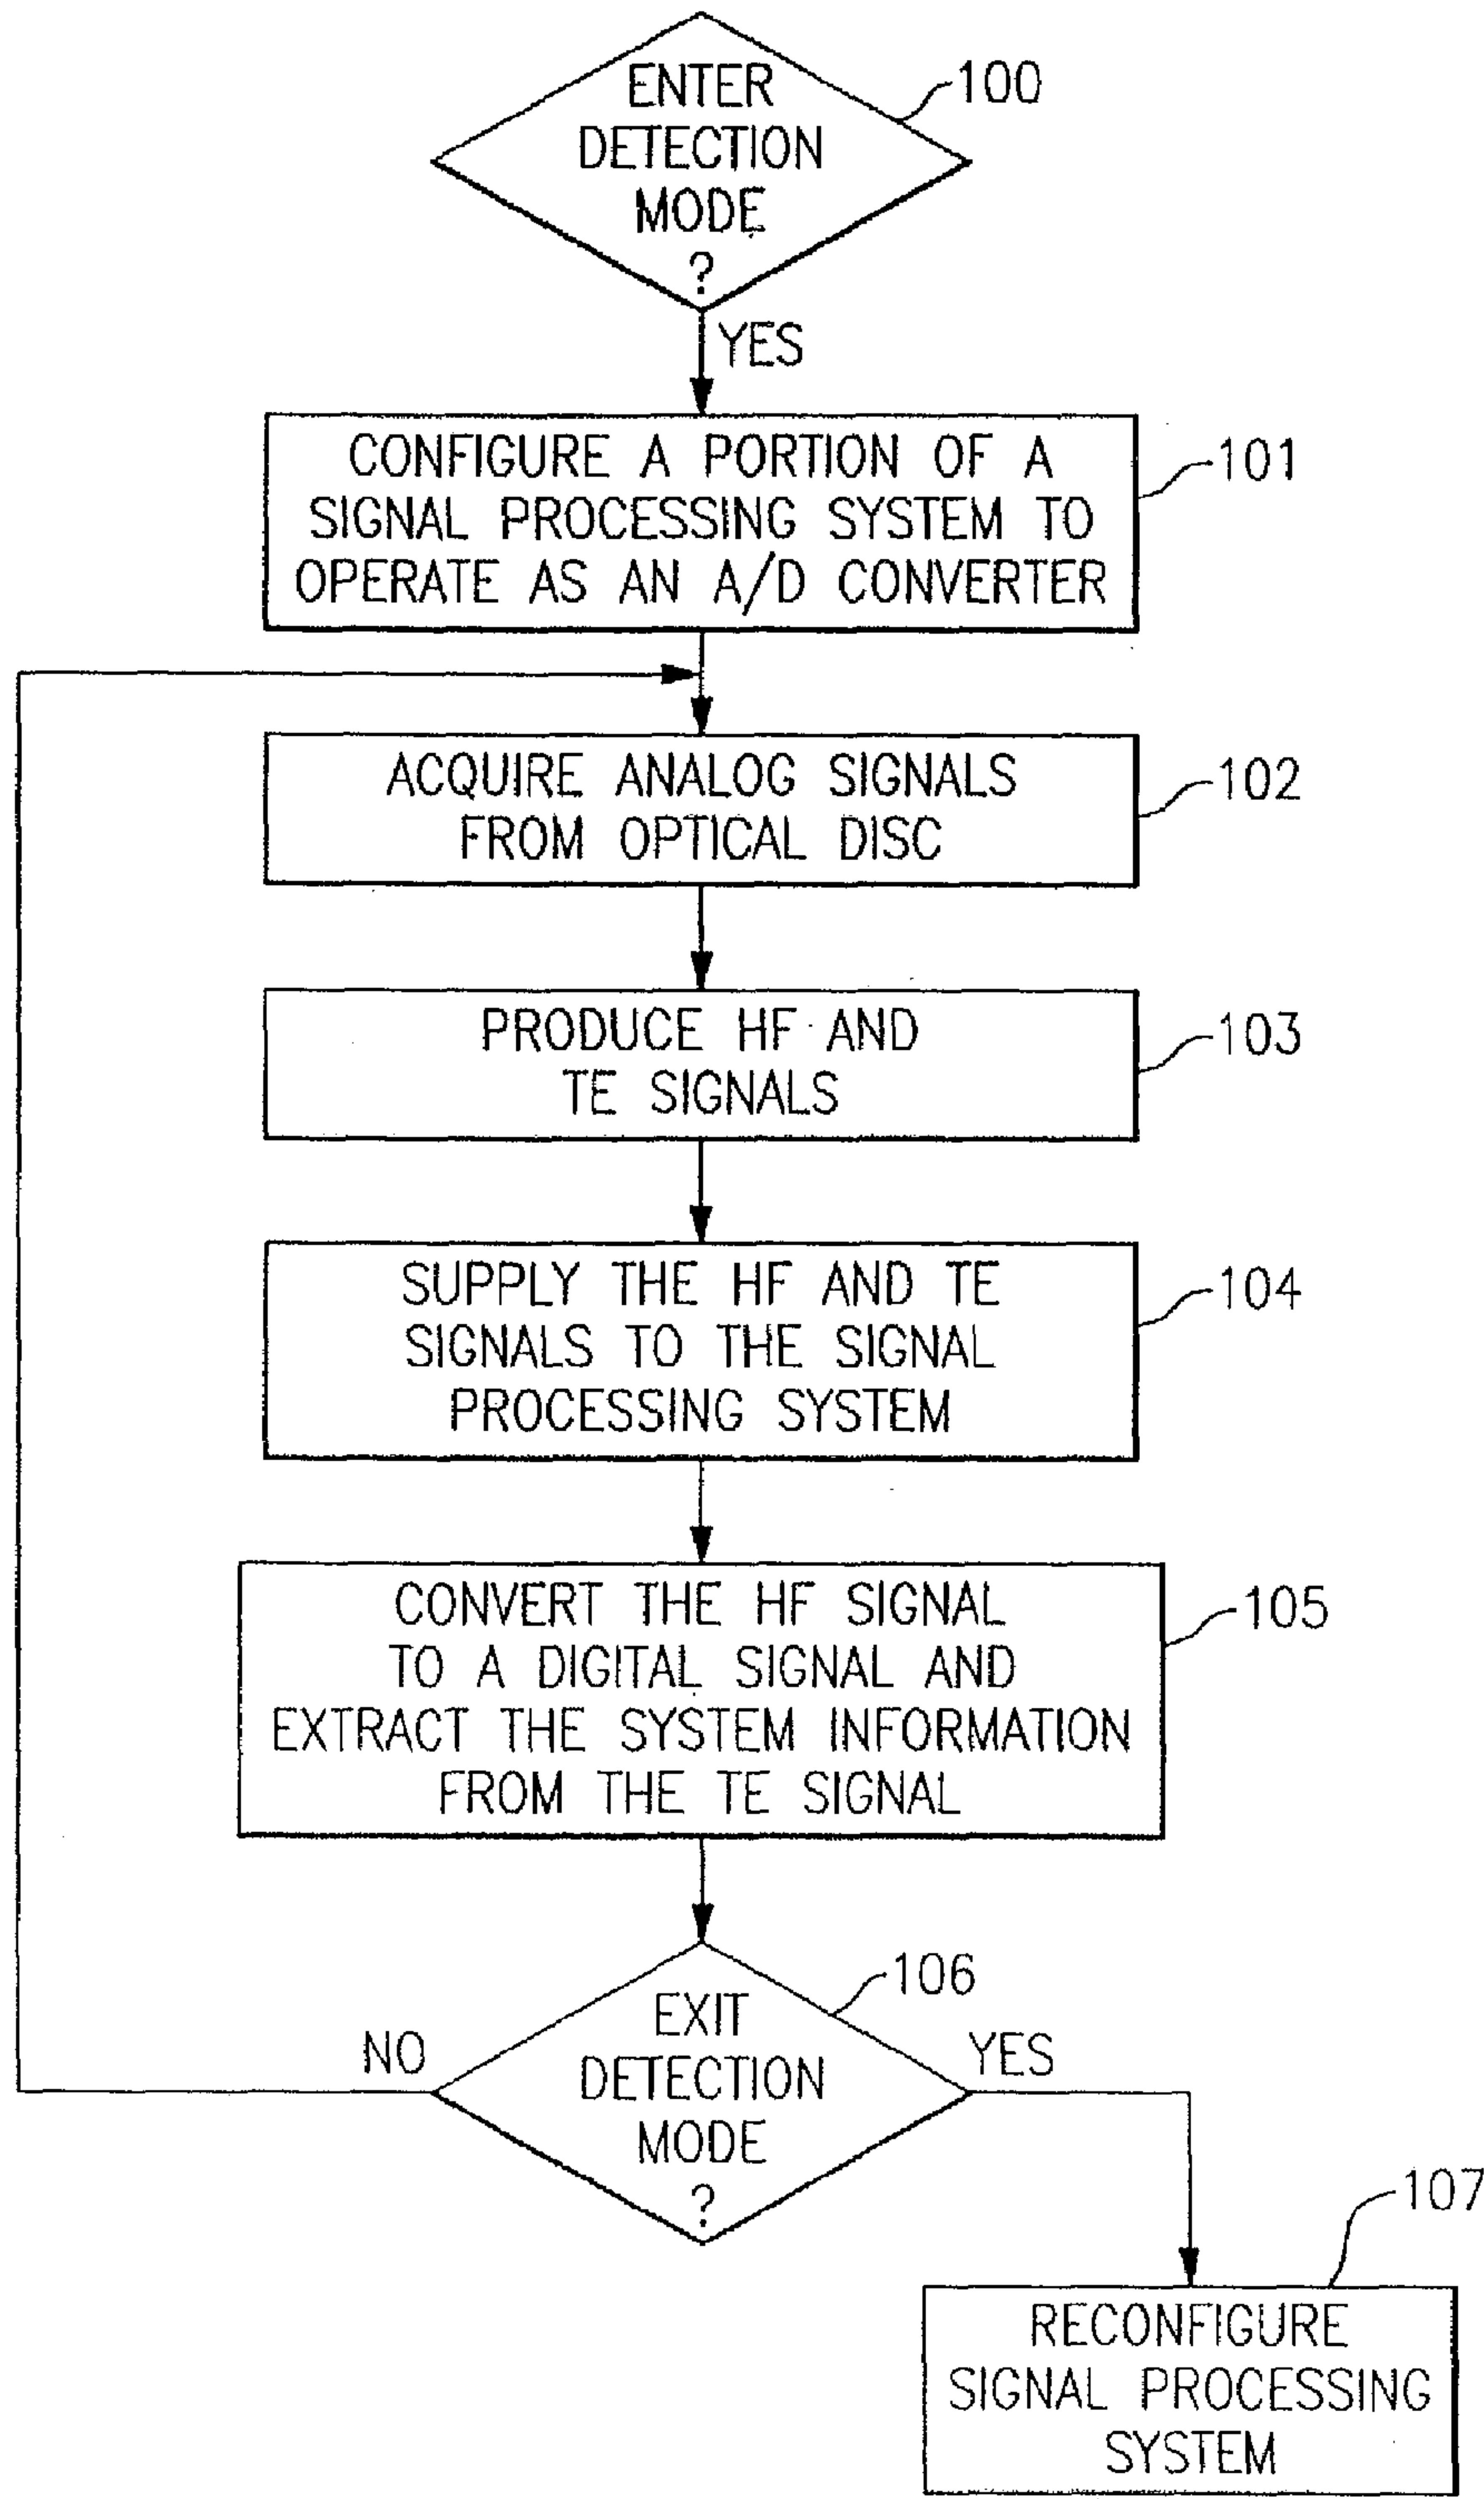 ENTER
DETECTION
MODE
?
100
YES
CONFIGURE A PORTION OF A
SIGNAL PROCESSING SYSTEM TO
OPERATE AS AN A/D CONVERTER
101
ACQUIRE ANALOG SIGNALS
FROM OPTICAL DISC
102
PRODUCE HF AND
TE SIGNALS
103
SUPPLY THE HF AND TE
SIGNALS TO THE SIGNAL
PROCESSING SYSTEM
104
CONVERT THE HF SIGNAL
TO A DIGITAL SIGNAL AND
EXTRACT THE SYSTEM INFORMATION
FROM THE TE SIGNAL
105
EXIT
DETECTION
MODE
?
106
NO
YES
107
RECONFIGURE
SIGNAL PROCESSING
SYSTEM